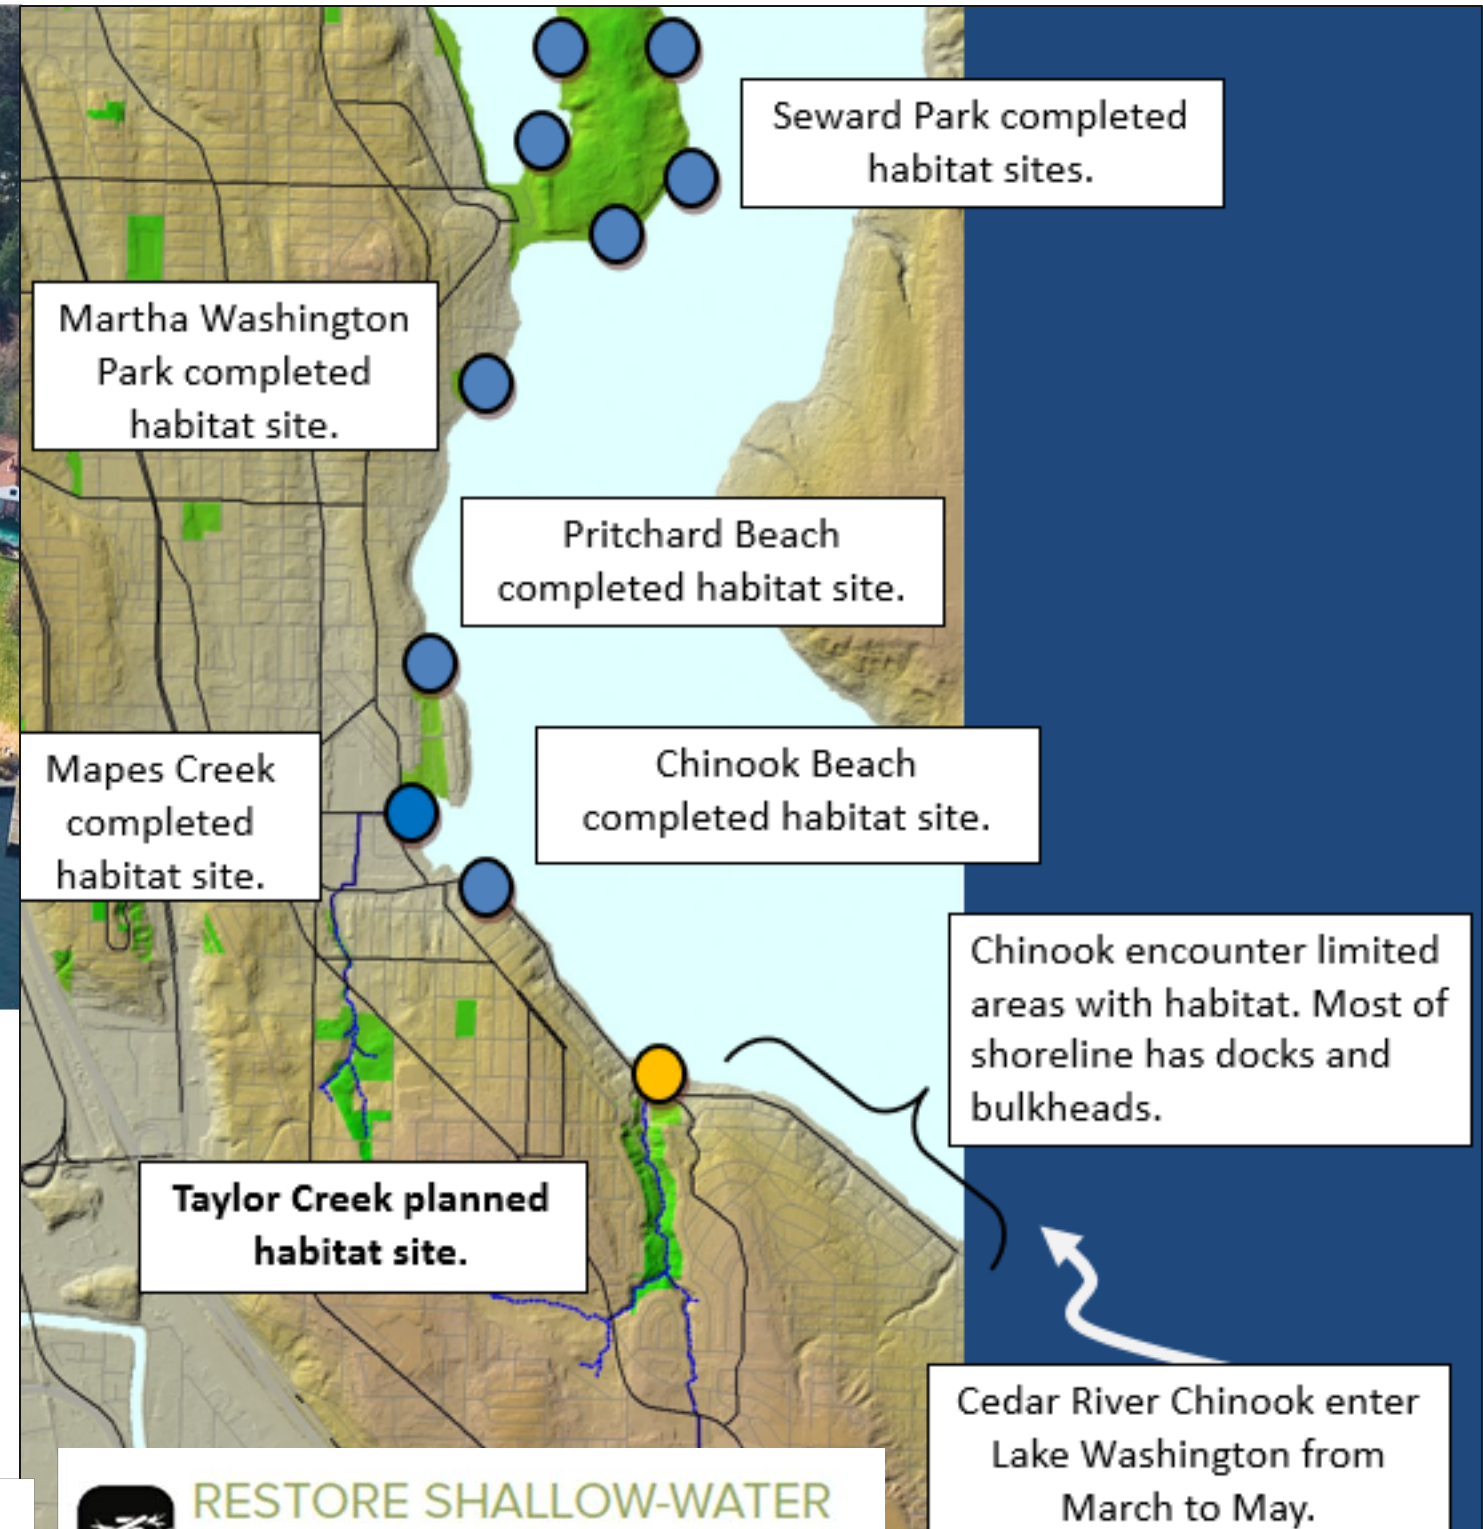 Seward Park completed
habitat sites.
Martha Washington
Park completed
habitat site.
Pritchard Beach
completed habitat site.
Mapes Creek
completed
habitat site.
Chinook Beach
completed habitat site.
Chinook encounter limited
areas with habitat. Most of
shoreline has docks and
bulkheads.
Taylor Creek planned
habitat site.
Cedar River Chinook enter
Lake Washington from
March to May.
RESTORE SHALLOW-WATER